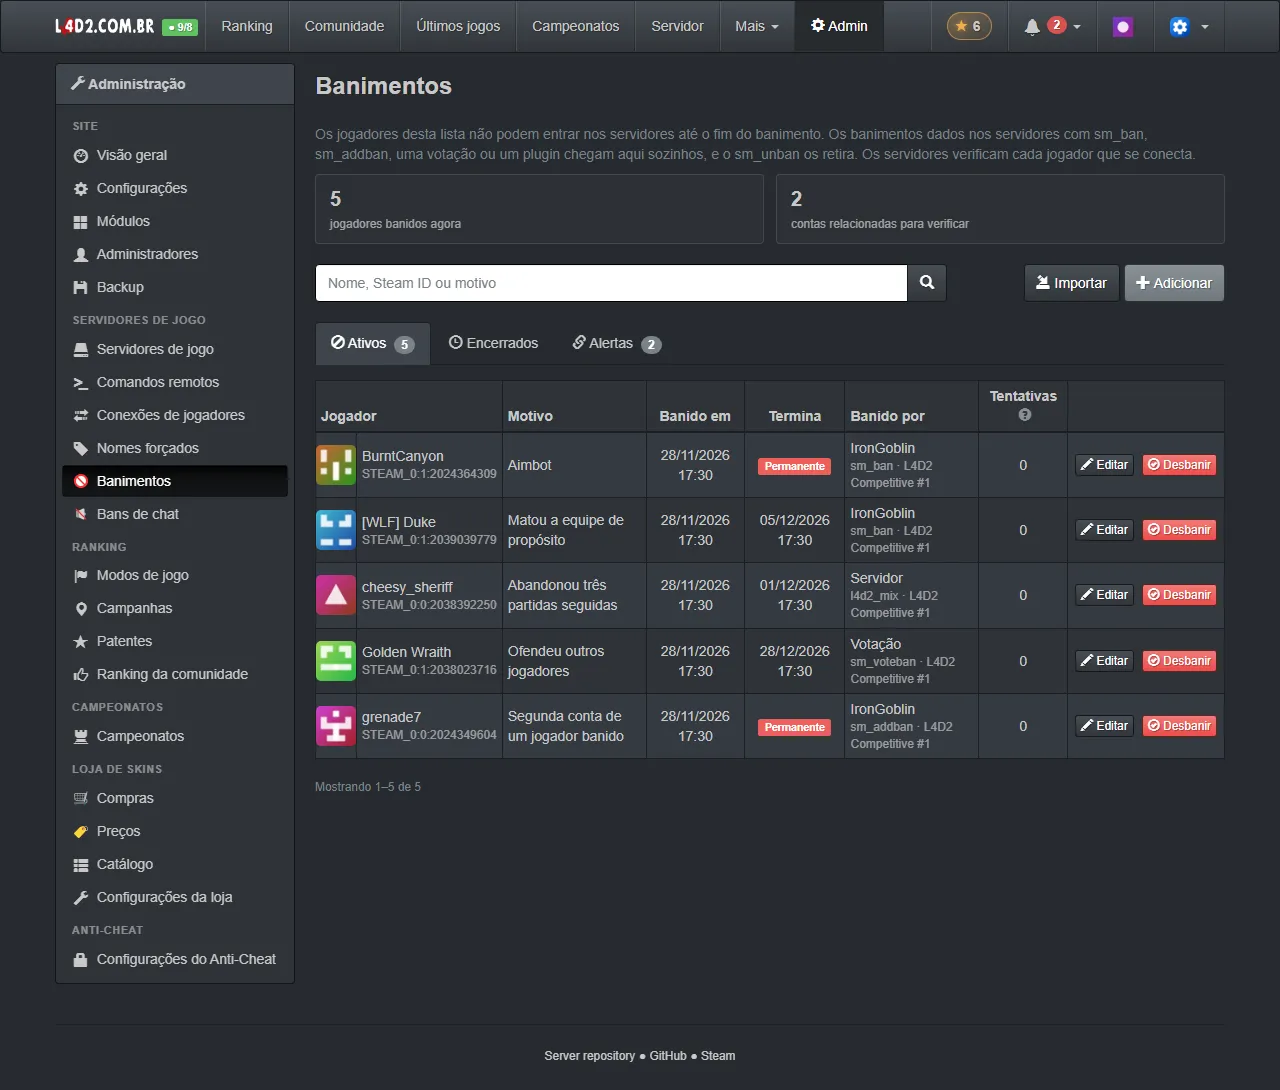 L4D2.COM.BR
9/8
Ranking
Comunidade
Últimos jogos
Campeonatos
Servidor
Mais
Admin
6
2
Administração
SITE
Visão geral
Configurações
Módulos
Administradores
Backup
SERVIDORES DE JOGO
Servidores de jogo
Comandos remotos
Conexões de jogadores
Nomes forçados
Banimentos
Bans de chat
RANKING
Modos de jogo
Campanhas
Patentes
Ranking da comunidade
CAMPEONATOS
Campeonatos
LOJA DE SKINS
Compras
Preços
Catálogo
Configurações da loja
ANTI-CHEAT
Configurações do Anti-Cheat
Banimentos
Os jogadores desta lista não podem entrar nos servidores até o fim do banimento. Os banimentos dados nos servidores com sm_ban,
sm_addban, uma votação ou um plugin chegam aqui sozinhos, e o sm_unban os retira. Os servidores verificam cada jogador que se conecta.
5
jogadores banidos agora
2
contas relacionadas para verificar
Nome, Steam ID ou motivo
Importar
Adicionar
Ativos 5
Encerrados
Alertas 2
Jogador
Motivo
Banido em
Termina
Banido por
Tentativas
?
BurntCanyon
STEAM_0:1:2024364309
Aimbot
28/11/2026
17:30
Permanente
IronGoblin
sm_ban · L4D2
Competitive #1
0
Editar
Desbanir
[WLF] Duke
STEAM_0:1:2039039779
Matou a equipe de
propósito
28/11/2026
17:30
05/12/2026
17:30
IronGoblin
sm_ban · L4D2
Competitive #1
0
Editar
Desbanir
cheesy_sheriff
STEAM_0:0:2038392250
Abandonou três
partidas seguidas
28/11/2026
17:30
01/12/2026
17:30
Servidor
l4d2_mix · L4D2
Competitive #1
0
Editar
Desbanir
Golden Wraith
STEAM_0:1:2038023716
Ofendeu outros
jogadores
28/11/2026
17:30
28/12/2026
17:30
Votação
sm_voteban · L4D2
Competitive #1
0
Editar
Desbanir
grenade7
STEAM_0:0:2024349604
Segunda conta de
um jogador banido
28/11/2026
17:30
Permanente
IronGoblin
sm_addban · L4D2
Competitive #1
0
Editar
Desbanir
Mostrando 1–5 de 5
Server repository ● GitHub ● Steam